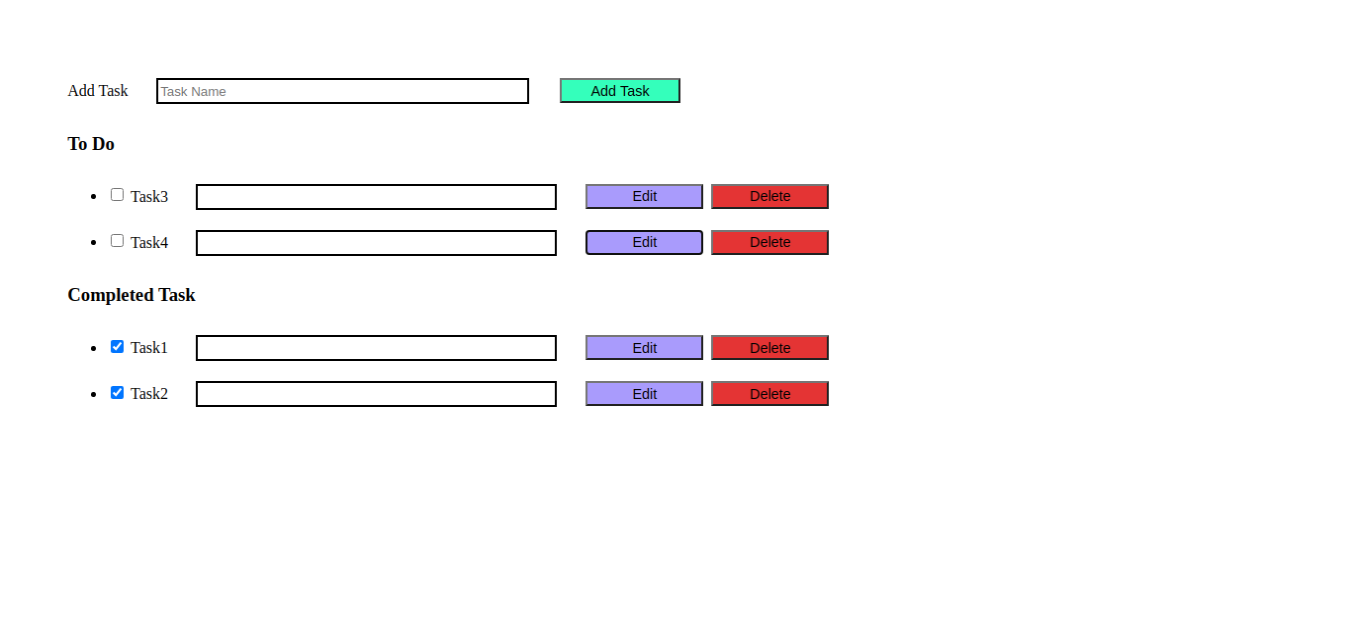 Add Task Task Name Add Task
To Do
Task3 Edit Delete
Task4 Edit Delete
Completed Task
Task1 Edit Delete
Task2 Edit Delete